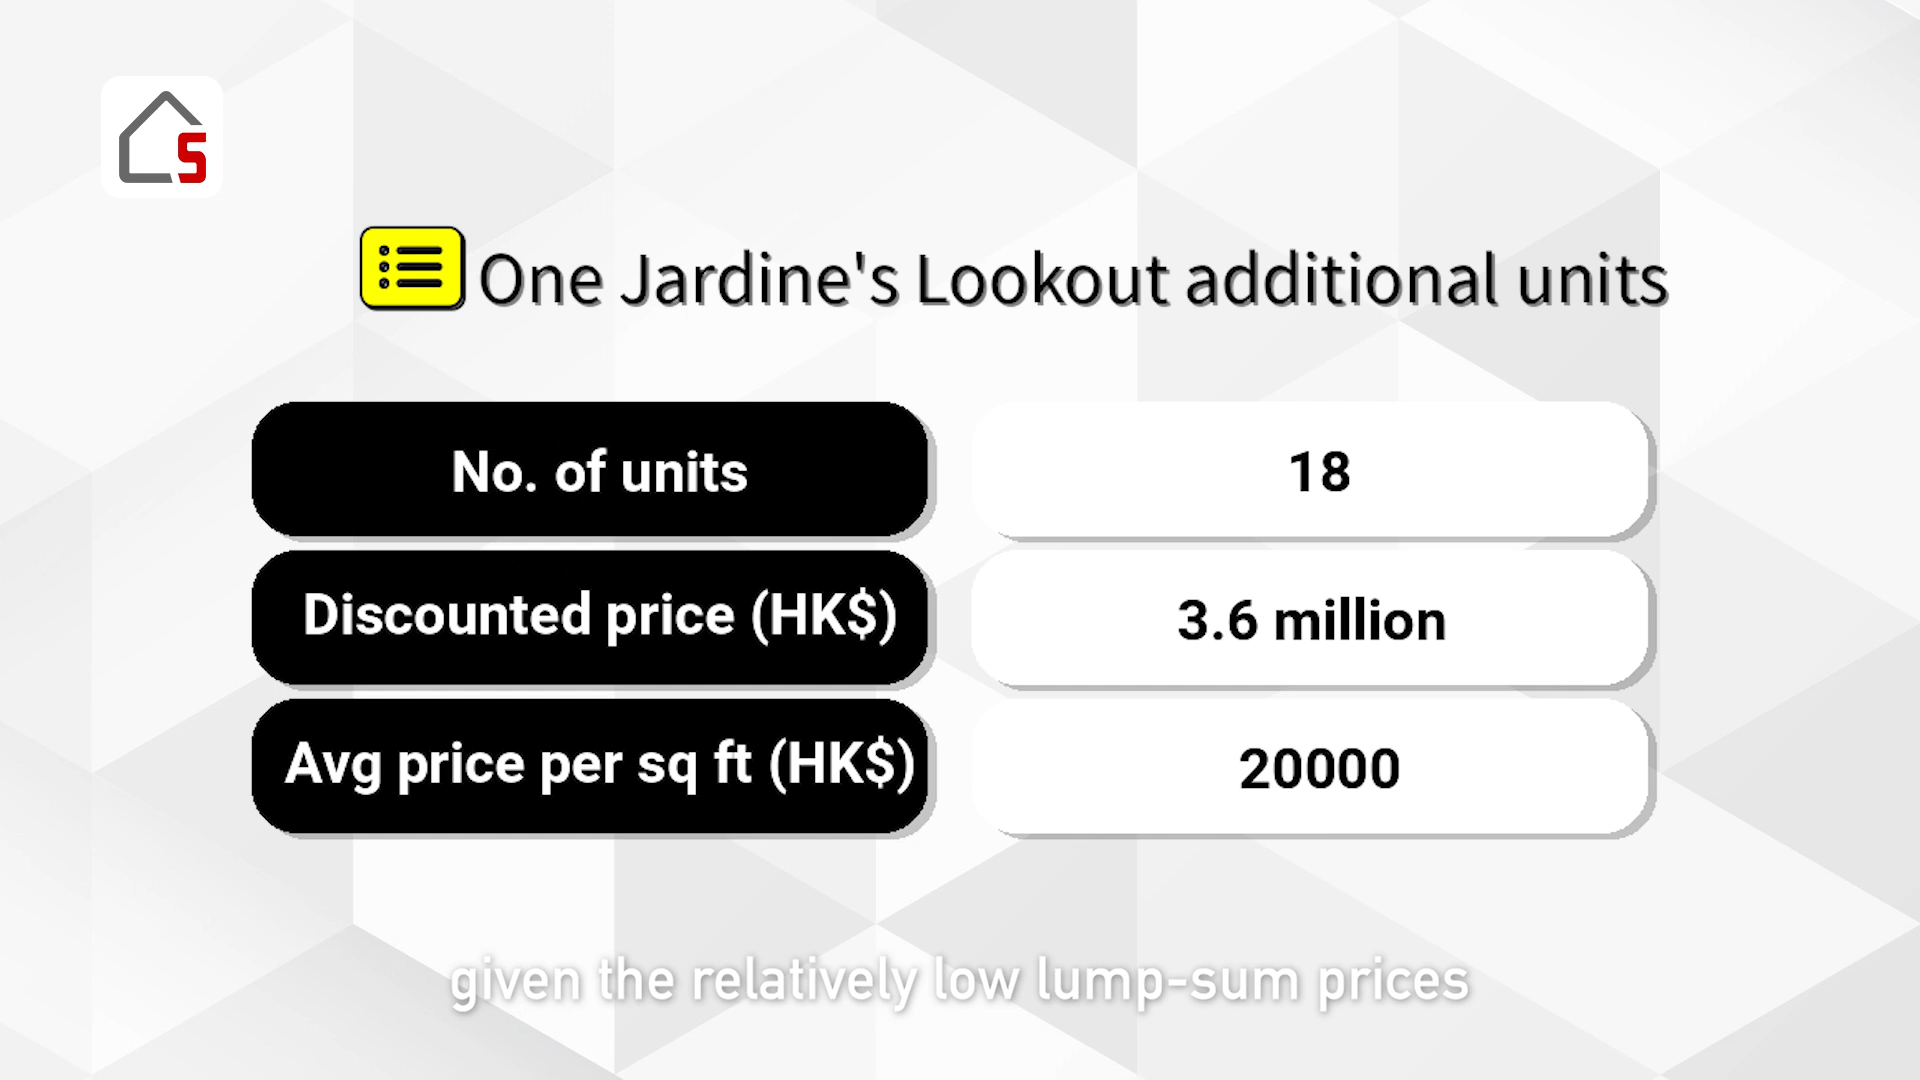 S
One Jardine's Lookout additional units
No. of units
18
Discounted price (HK$)
3.6 million
Avg price per sq ft (HK$)
20000
given the relatively low lump-sum prices